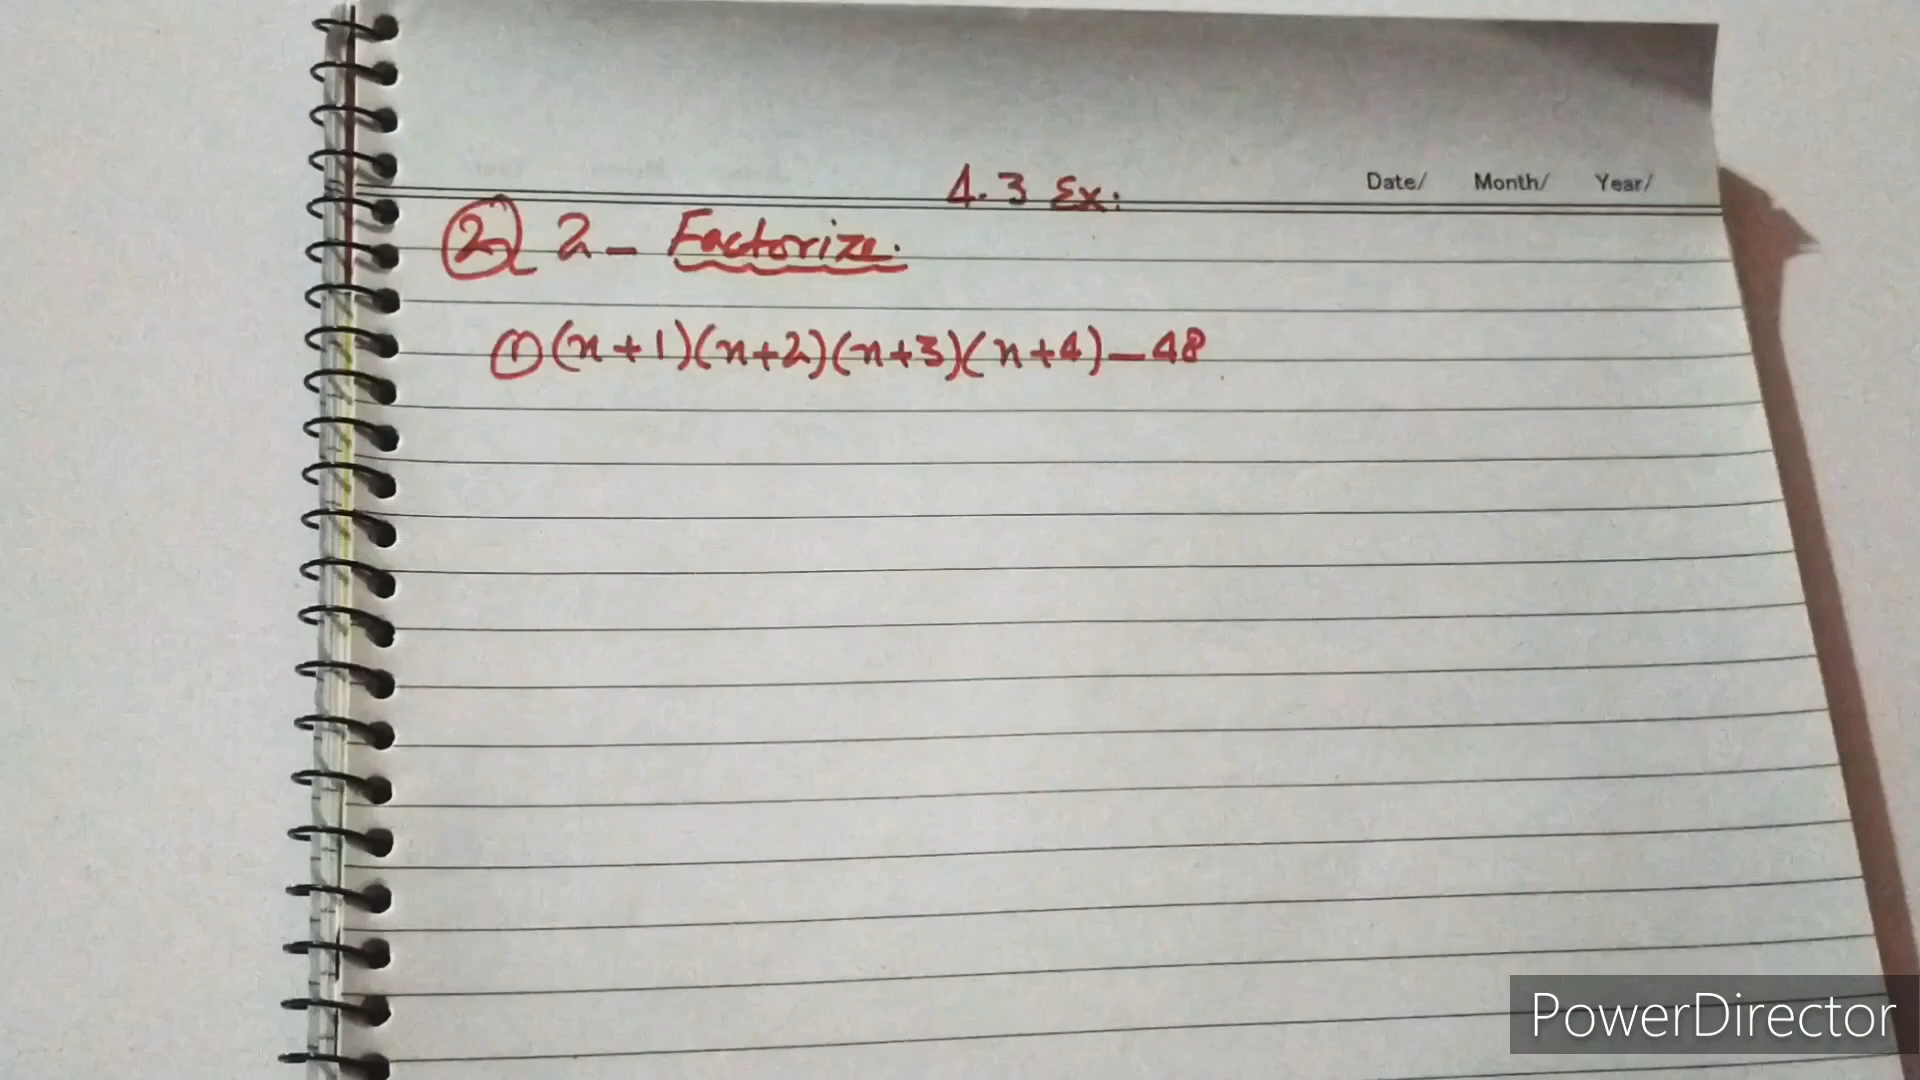 4.3 Ex:
Date/ Month/ Year/
② 2 - Factorize.
① (x+1)(x+2)(x+3)(x+4)-48
PowerDirector